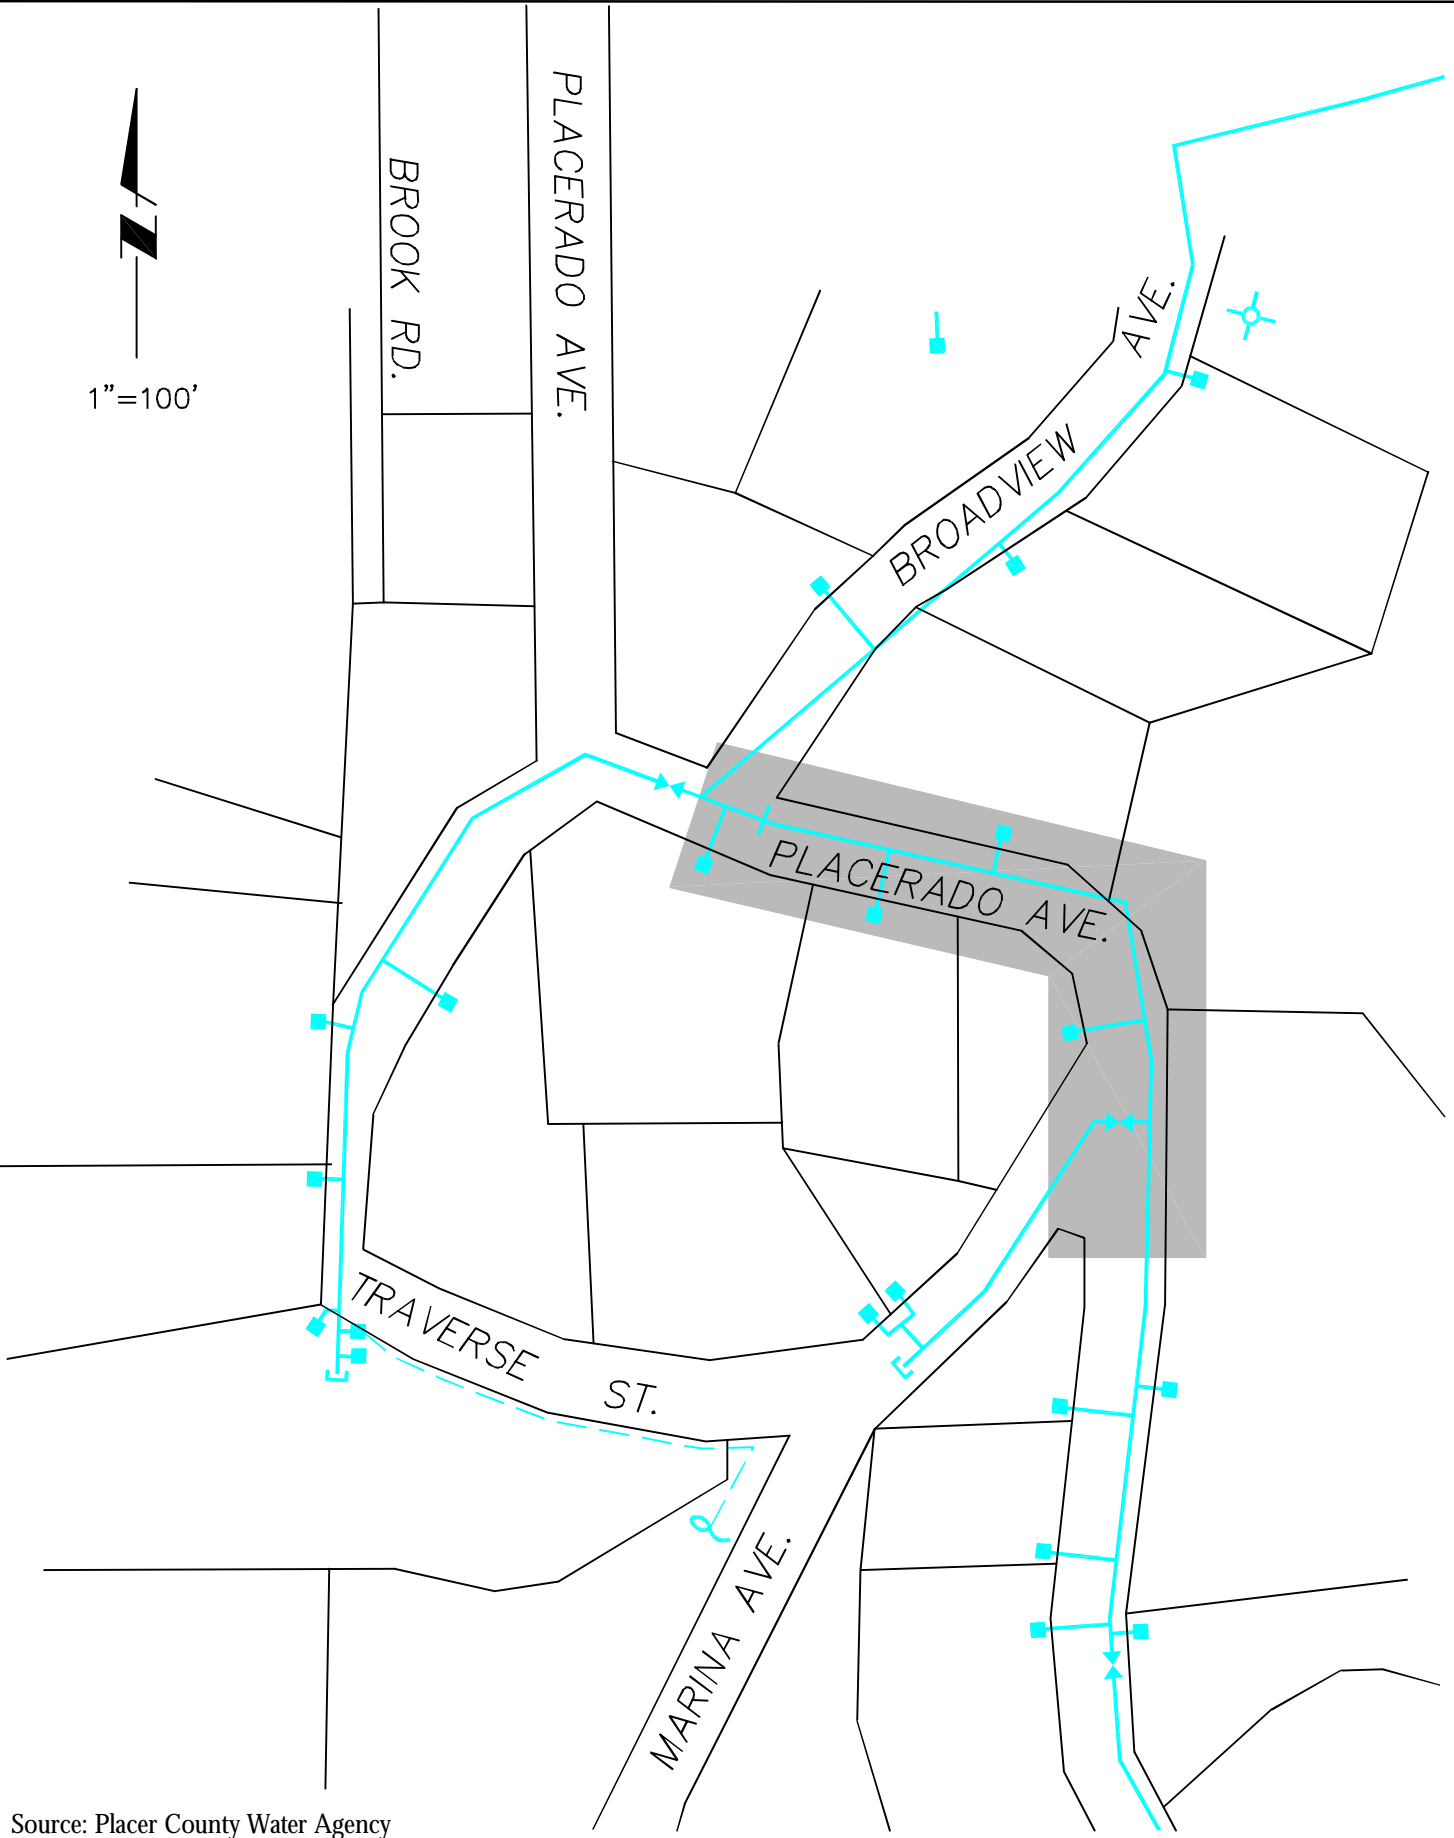 PLACERADO AVE.
BROOK RD.
1"=100'
BROADVIEW AVE.
PLACERADO AVE.
TRAVERSE ST.
MARINA AVE.
Source: Placer County Water Agency